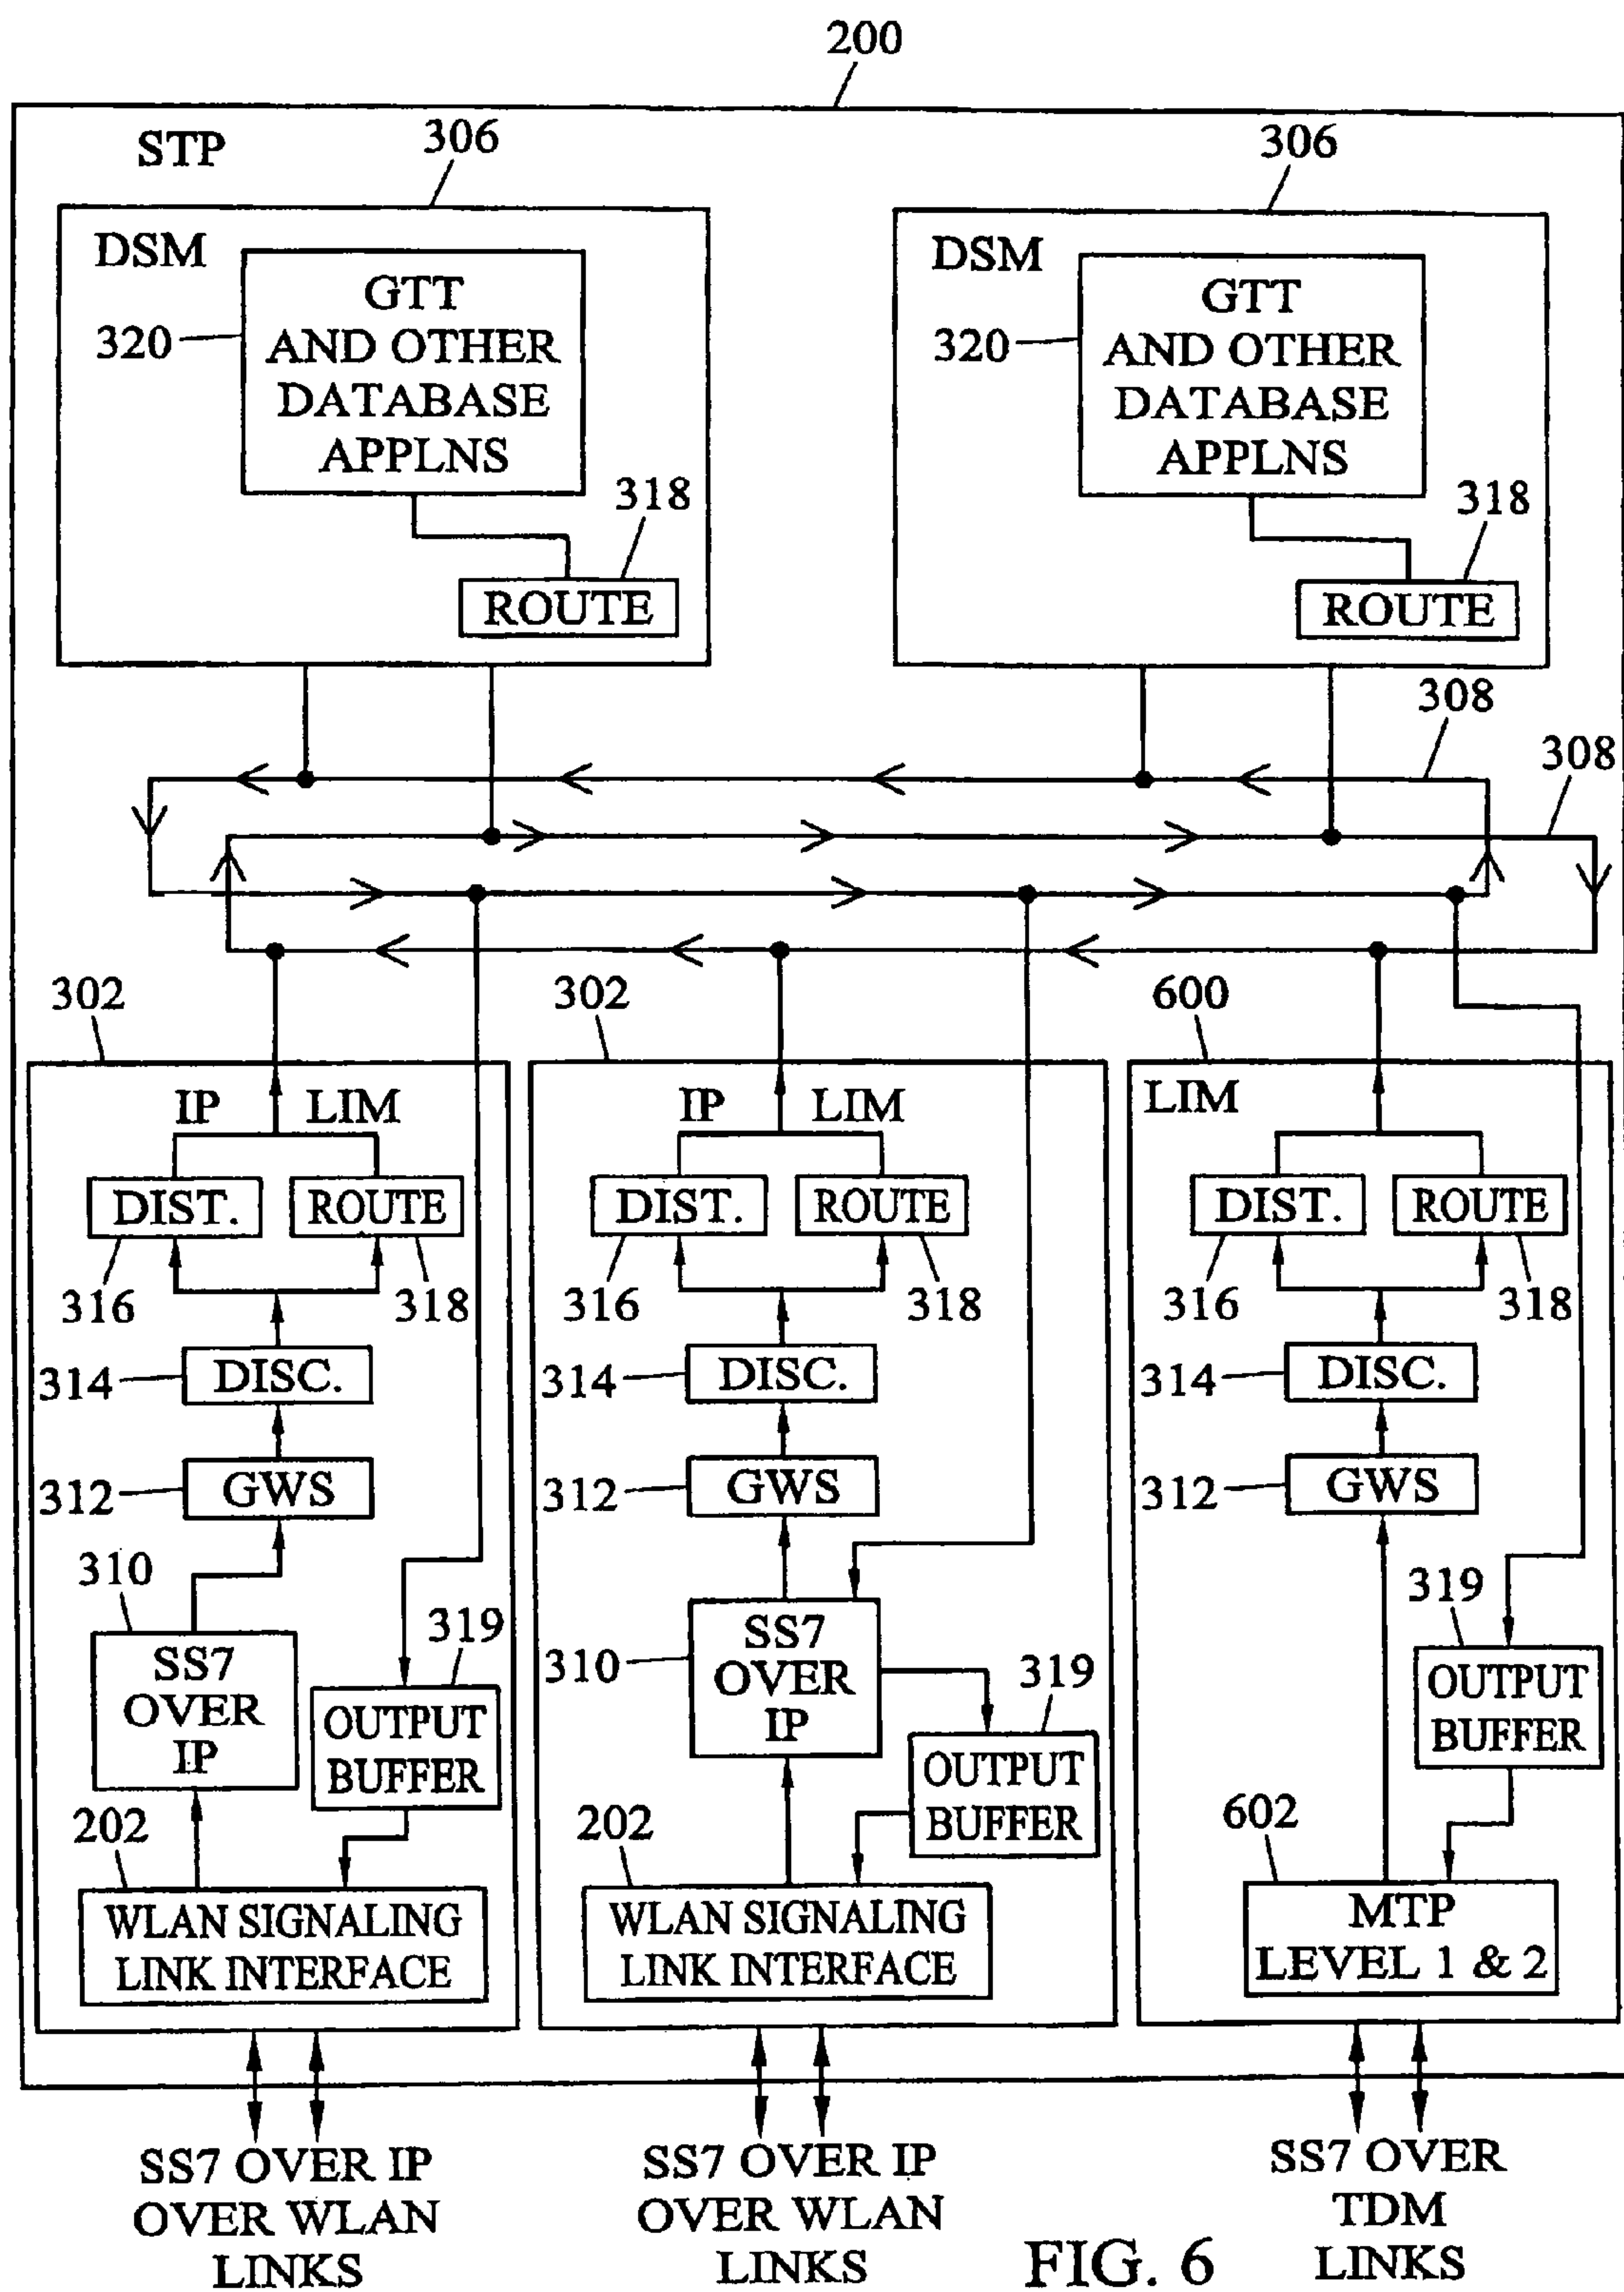 200
STP
306
306
DSM
GTT
AND OTHER
DATABASE
APPLNS
320
318
ROUTE
DSM
GTT
AND OTHER
DATABASE
APPLNS
320
318
ROUTE
308
308
302
IP LIM
DIST.
ROUTE
316
318
314
DISC.
312
GWS
310
SS7
OVER
IP
319
OUTPUT
BUFFER
202
WLAN SIGNALING
LINK INTERFACE
SS7 OVER IP
OVER WLAN
LINKS
302
IP LIM
DIST.
ROUTE
316
318
314
DISC.
312
GWS
310
SS7
OVER
IP
319
OUTPUT
BUFFER
202
WLAN SIGNALING
LINK INTERFACE
SS7 OVER IP
OVER WLAN
LINKS
600
LIM
DIST.
ROUTE
316
318
314
DISC.
312
GWS
319
OUTPUT
BUFFER
602
MTP
LEVEL 1 & 2
SS7 OVER
TDM
LINKS
FIG. 6